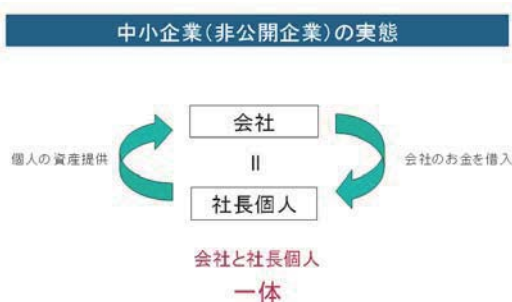 中小企業(非公開企業)の実態
会社
個人の資産提供
＝
会社のお金を借入
社長個人
会社と社長個人
一体